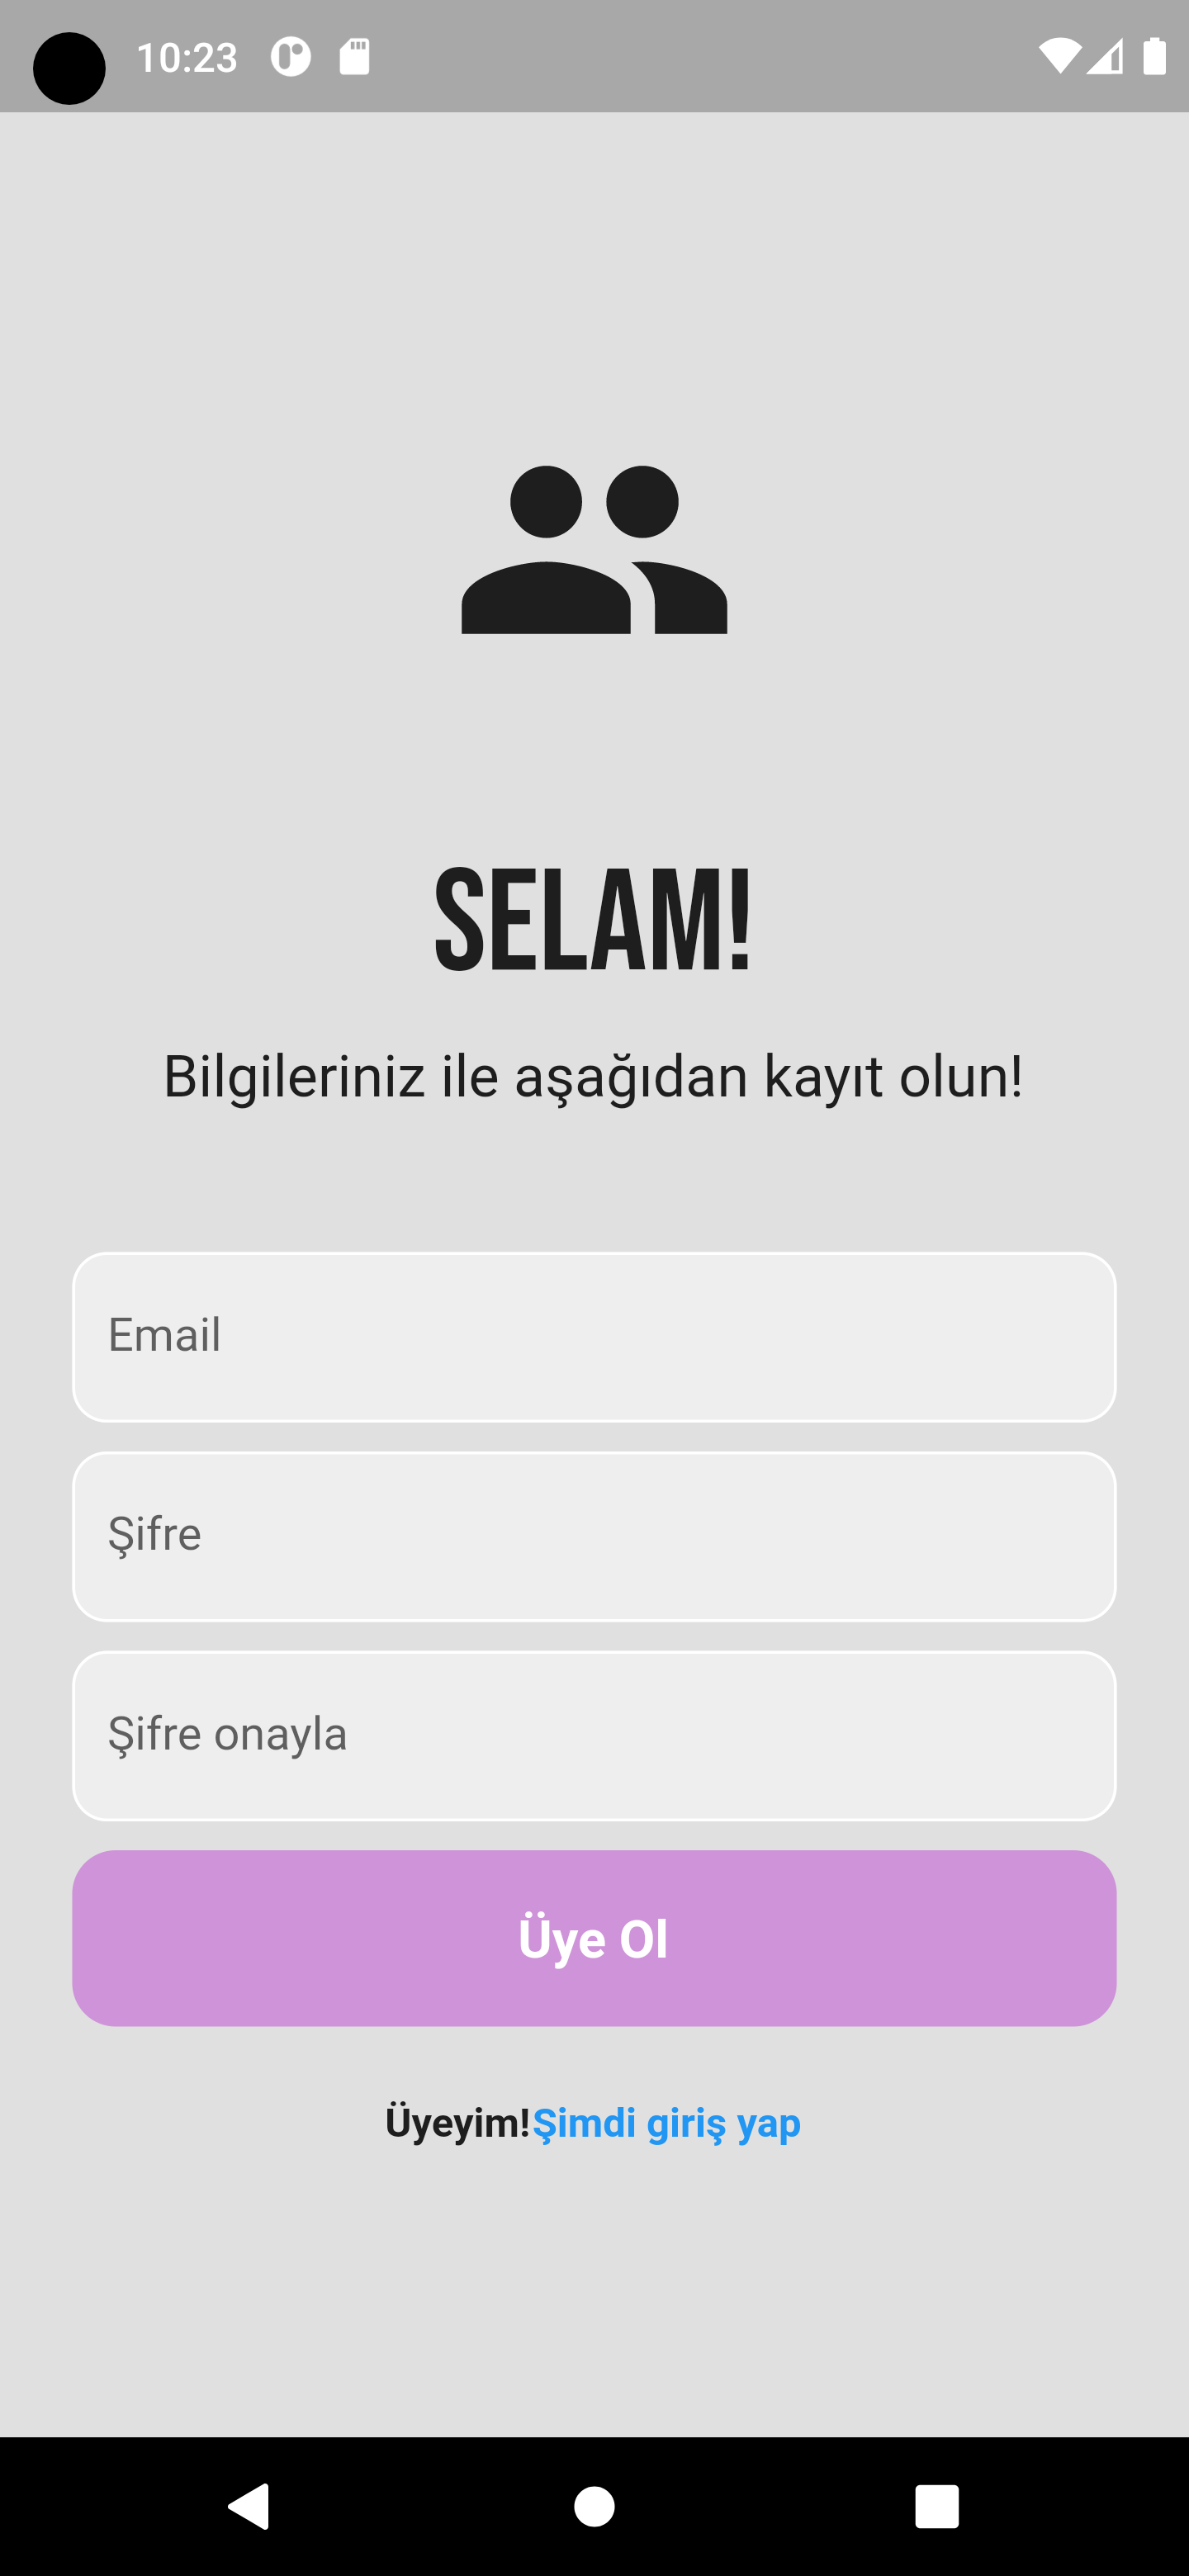 10:23
SELAM!
Bilgileriniz ile aşağıdan kayıt olun!
Email
Şifre
Şifre onayla
Üye Ol
Üyeyim!Şimdi giriş yap